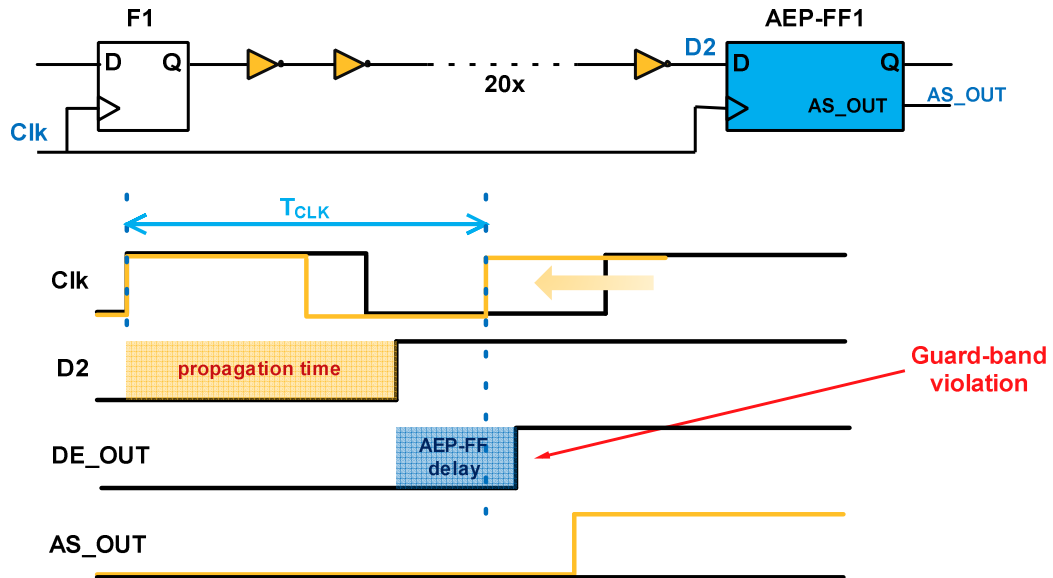 F1
AEP-FF1
D Q
20x
D2
D Q
AS_OUT
AS_OUT
Clk
TCLK
Clk
D2
propagation time
Guard-band
violation
DE_OUT
AEP-FF
delay
AS_OUT